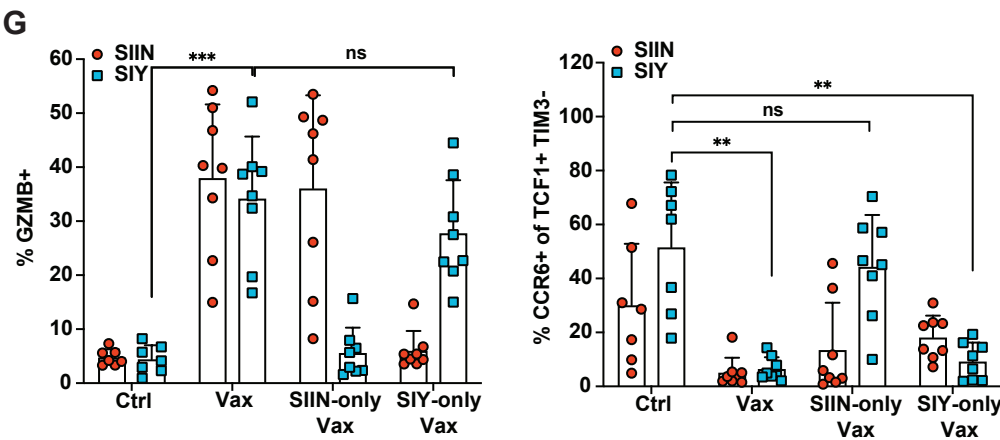 G
SIIN
SIY
***
ns
% GZMB+
60
50
40
30
20
10
0
Ctrl
Vax
SIIN-only
Vax
SIY-only
Vax
SIIN
SIY
**
ns
**
% CCR6+ of TCF1+ TIM3-
120
100
80
60
40
20
0
Ctrl
Vax
SIIN-only
Vax
SIY-only
Vax